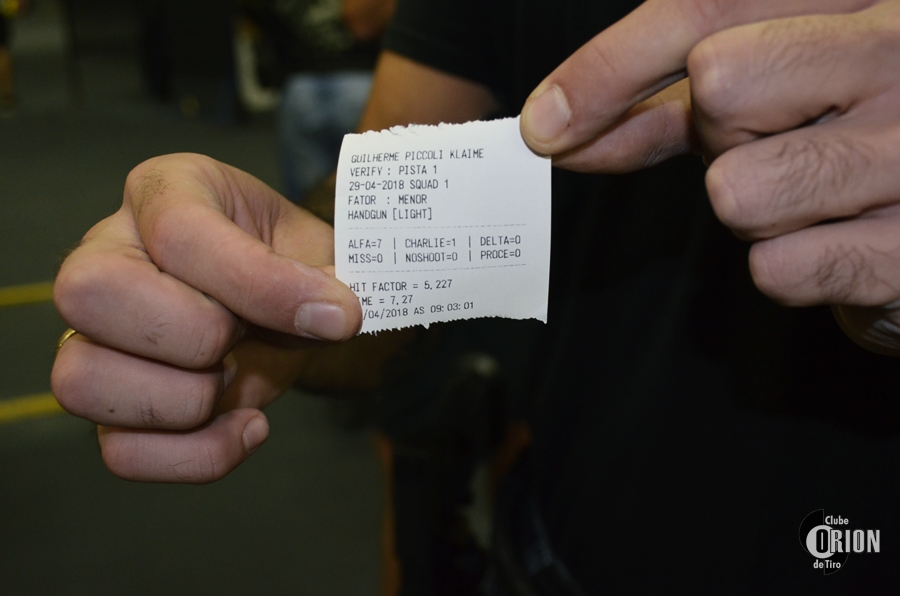 GUILHERME PICCOLI KLAIME
VERIFY : PISTA 1
29-04-2018 SQUAD 1
FATOR : MENOR
HANDGUN [LIGHT]
ALFA=7 | CHARLIE=1 | DELTA=0
MISS=0 | NOSHOOT=0 | PROCE=0
HIT FACTOR = 5,227
= 7,27
/04/2018 AS 09:03:01
Clube
ORION
de Tiro